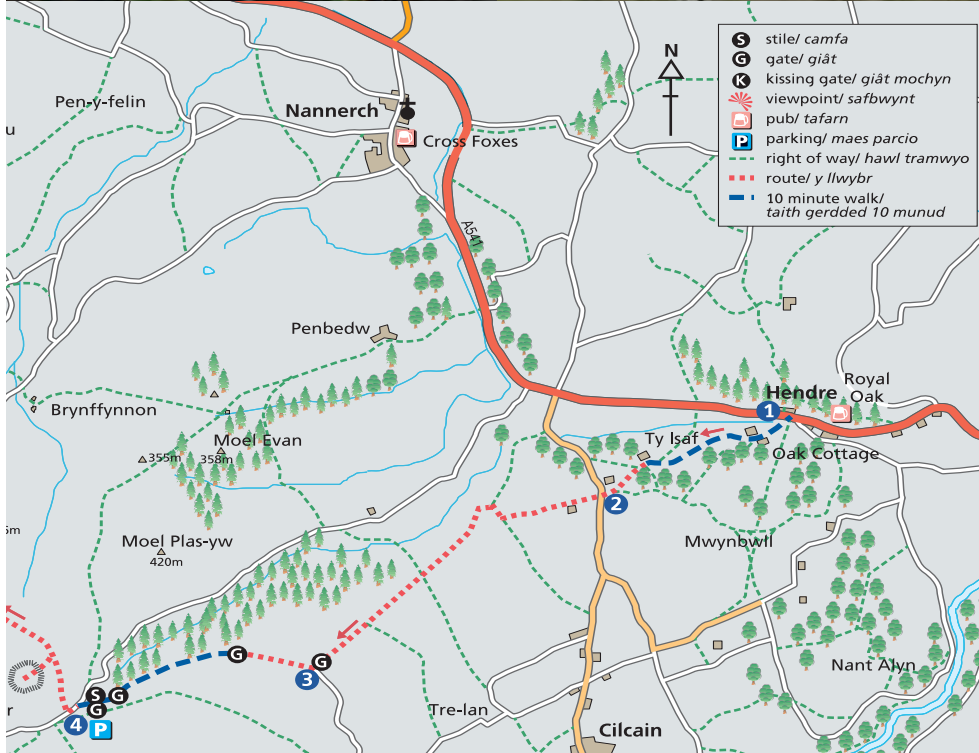 S stile/ camfa
G gate/ giât
K kissing gate/ giât mochyn
viewpoint/ safbwynt
pub/ tafarn
P parking/ maes parcio
right of way/ hawl tramwyo
route/ y llwybr
10 minute walk/
taith gerdded 10 munud
N
Pen-y-felin
Nannerch
u
Cross Foxes
A541
Penbedw
Hendre
Royal
Oak
1
Brynffynnon
Moel Evan
355m
358m
Ty Isaf
Oak Cottage
2
5m
Moel Plas-yw
420m
Mwynbwll
G
G
3
Nant Alyn
S
G
G
r
4
P
Tre-lan
Cilcain